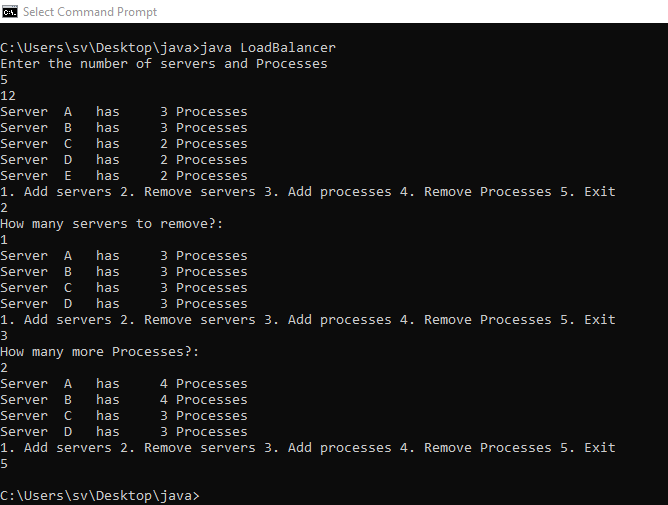 Select Command Prompt
C:\Users\sv\Desktop\java>java LoadBalancer
Enter the number of servers and Processes
5
12
Server  A   has     3 Processes
Server  B   has     3 Processes
Server  C   has     2 Processes
Server  D   has     2 Processes
Server  E   has     2 Processes
1. Add servers 2. Remove servers 3. Add processes 4. Remove Processes 5. Exit
2
How many servers to remove?:
1
Server  A   has     3 Processes
Server  B   has     3 Processes
Server  C   has     3 Processes
Server  D   has     3 Processes
1. Add servers 2. Remove servers 3. Add processes 4. Remove Processes 5. Exit
3
How many more Processes?:
2
Server  A   has     4 Processes
Server  B   has     4 Processes
Server  C   has     3 Processes
Server  D   has     3 Processes
1. Add servers 2. Remove servers 3. Add processes 4. Remove Processes 5. Exit
5
C:\Users\sv\Desktop\java>